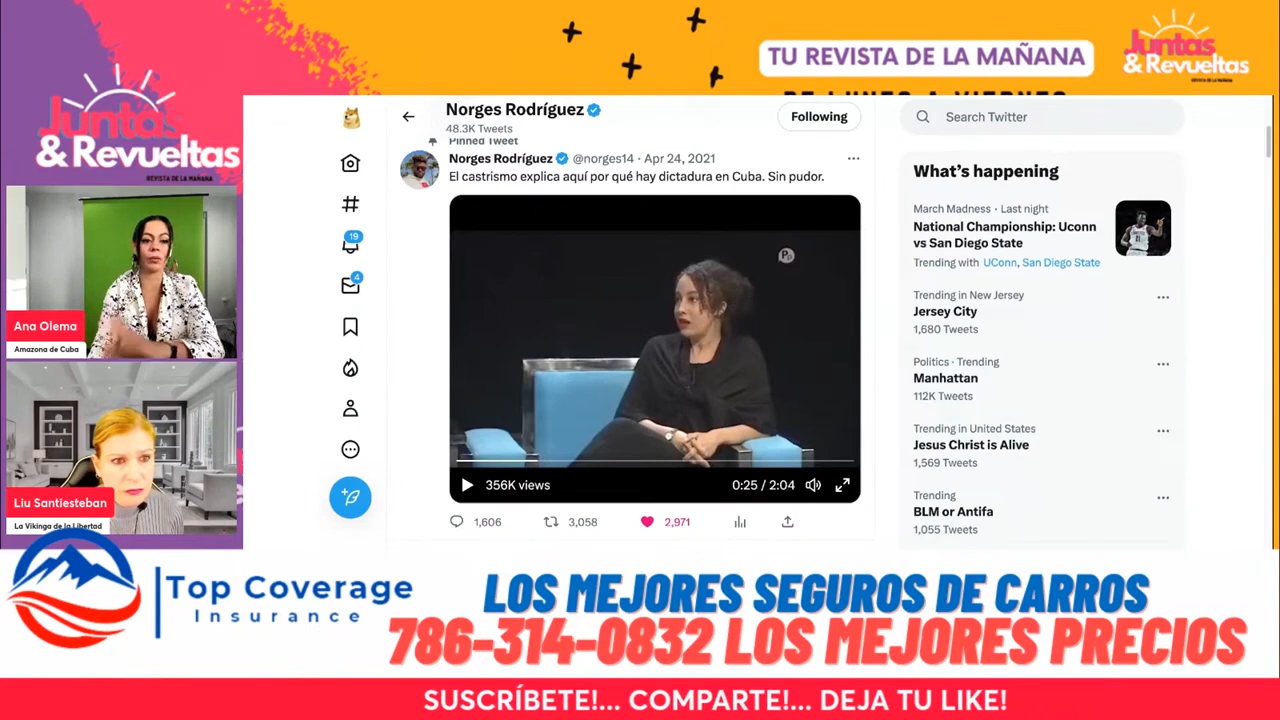 TU REVISTA DE LA MAÑANA
Juntas
& Revueltas
REVISTA DE LA MAÑANA
Juntas
& Revueltas
REVISTA DE LA MAÑANA
Ana Olema
Amazona de Cuba
Liu Santiesteban
La Vikinga de la Libertad
19
4
Norges Rodríguez
48.3K Tweets
Following
Pinned Tweet
Norges Rodríguez @norges14 · Apr 24, 2021
El castrismo explica aquí por qué hay dictadura en Cuba. Sin pudor.
356K views
0:25 / 2:04
1,606
3,058
2,971
Search Twitter
What’s happening
March Madness · Last night
National Championship: Uconn
vs San Diego State
Trending with UConn, San Diego State
Trending in New Jersey
Jersey City
1,680 Tweets
Politics · Trending
Manhattan
112K Tweets
Trending in United States
Jesus Christ is Alive
1,569 Tweets
Trending
BLM or Antifa
1,055 Tweets
Top Coverage
Insurance
LOS MEJORES SEGUROS DE CARROS
786-314-0832 LOS MEJORES PRECIOS
SUSCRÍBETE!... COMPARTE!... DEJA TU LIKE!